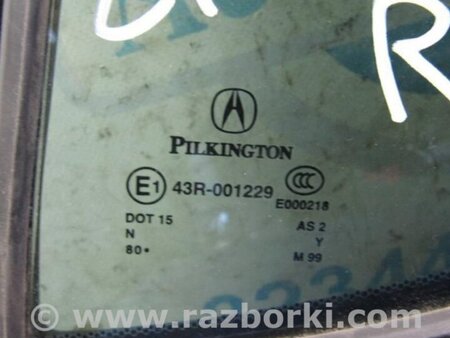 R
PILKINGTON
E1 43R-001229 CCC
E000218
DOT 15 AS 2
N Y
80• M 99
www.razborki.com